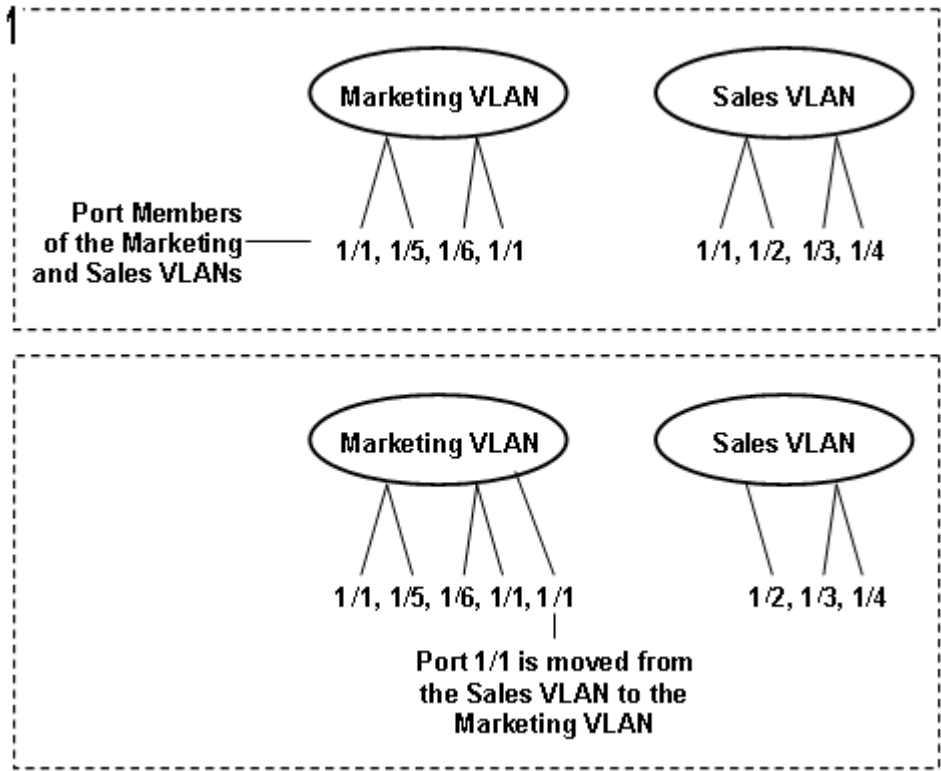 1
Marketing VLAN
Sales VLAN
Port Members
of the Marketing
and Sales VLANs
1/1, 1/5, 1/6, 1/1
1/1, 1/2, 1/3, 1/4
Marketing VLAN
Sales VLAN
1/1, 1/5, 1/6, 1/1, 1/1
1/2, 1/3, 1/4
Port 1/1 is moved from
the Sales VLAN to the
Marketing VLAN